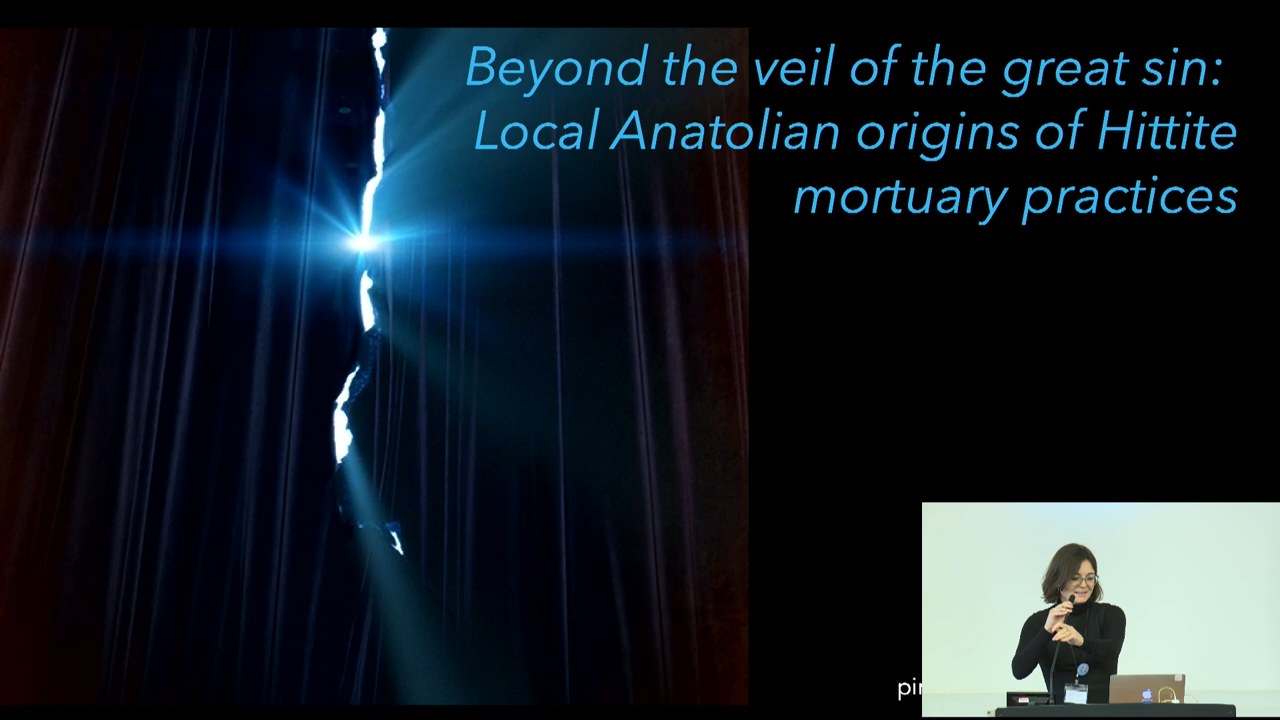 Beyond the veil of the great sin:
Local Anatolian origins of Hittite
mortuary practices